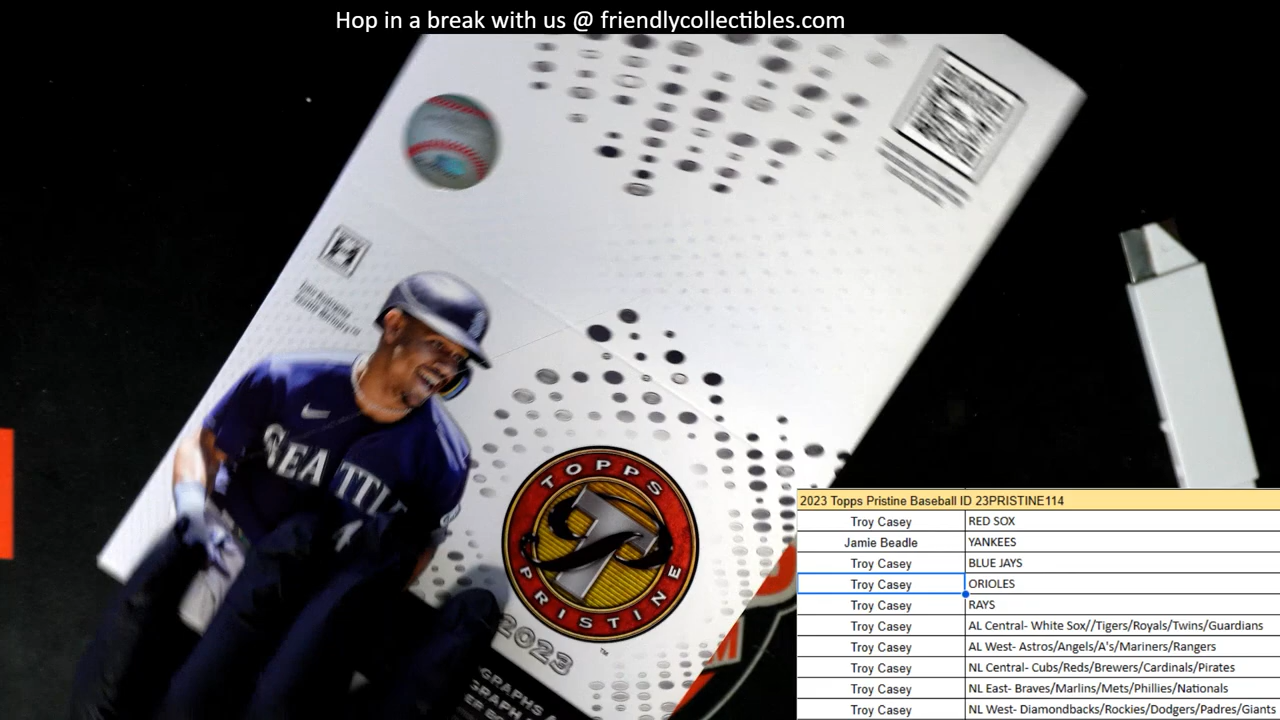 Hop in a break with us @ friendlycollectibles.com
SEATTLE
TOPPS
PRISTINE
TM
2023
2023 Topps Pristine Baseball ID 23PRISTINE114
Troy Casey RED SOX
Jamie Beadle YANKEES
Troy Casey BLUE JAYS
Troy Casey ORIOLES
Troy Casey RAYS
Troy Casey AL Central- White Sox//Tigers/Royals/Twins/Guardians
Troy Casey AL West- Astros/Angels/A's/Mariners/Rangers
Troy Casey NL Central- Cubs/Reds/Brewers/Cardinals/Pirates
Troy Casey NL East- Braves/Marlins/Mets/Phillies/Nationals
Troy Casey NL West- Diamondbacks/Rockies/Dodgers/Padres/Giants